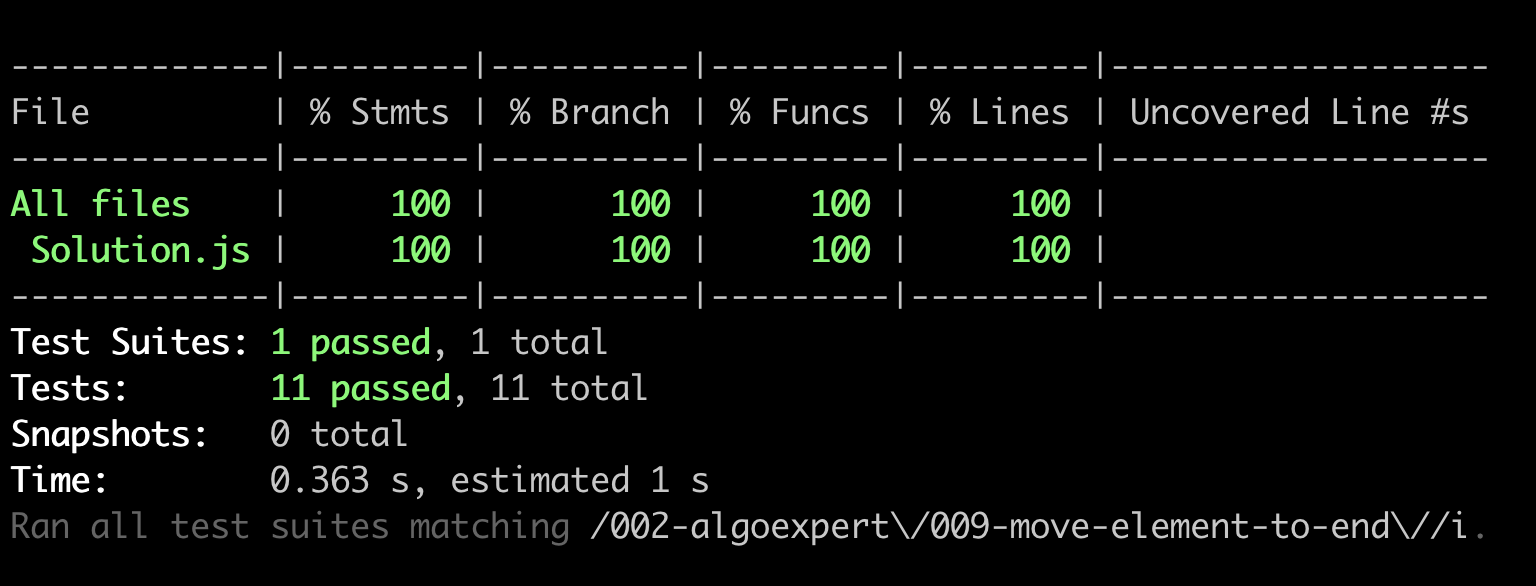 -------------|---------|----------|---------|---------|-------------------
File         | % Stmts | % Branch | % Funcs | % Lines | Uncovered Line #s
-------------|---------|----------|---------|---------|-------------------
All files    |     100 |      100 |     100 |     100 |
 Solution.js |     100 |      100 |     100 |     100 |
-------------|---------|----------|---------|---------|-------------------
Test Suites: 1 passed, 1 total
Tests:       11 passed, 11 total
Snapshots:   0 total
Time:        0.363 s, estimated 1 s
Ran all test suites matching /002-algoexpert\/009-move-element-to-end\//i.